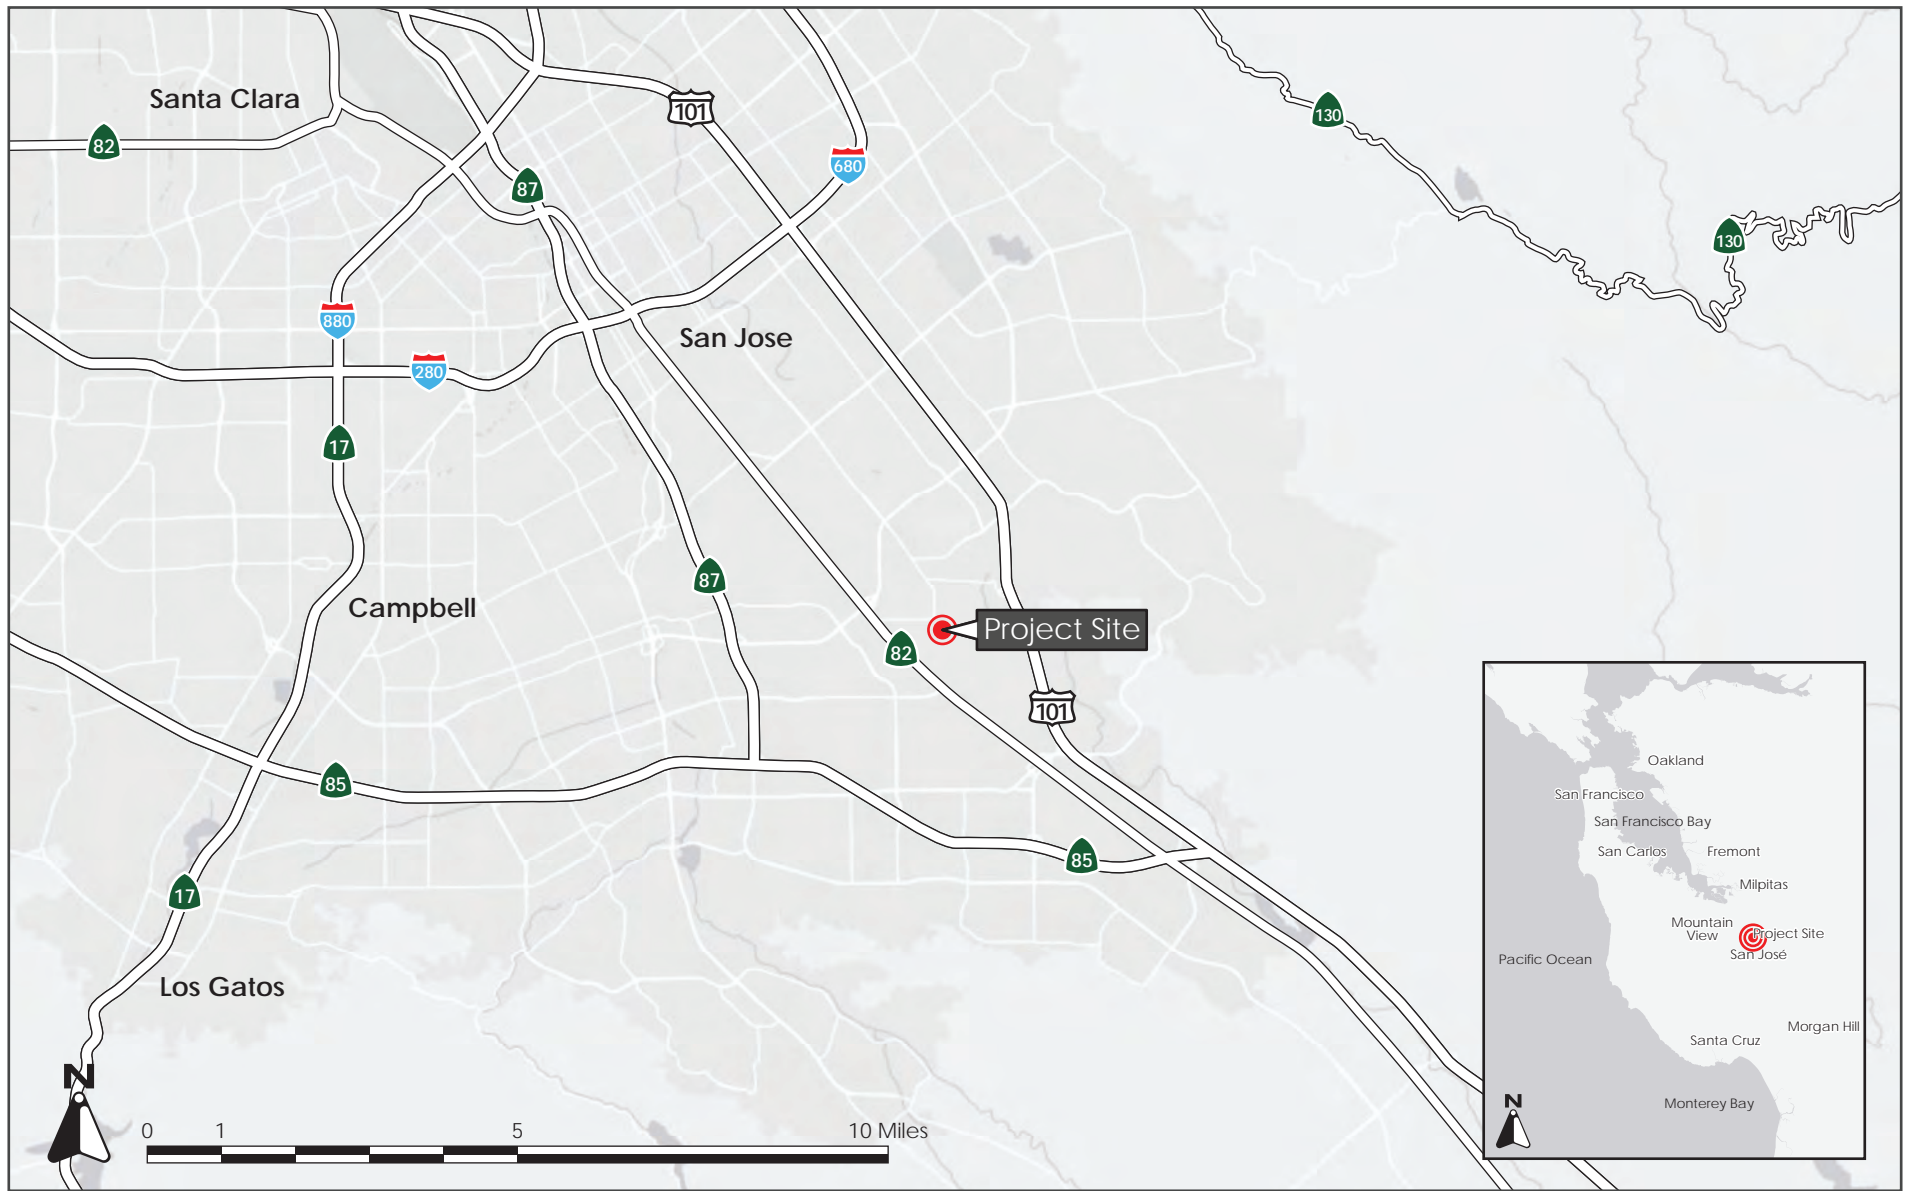 Santa Clara
101
130
82
680
87
130
880
San Jose
280
17
87
Campbell
Project Site
82
101
85
85
17
Los Gatos
N
0 1 5 10 Miles
Oakland
San Francisco
San Francisco Bay
San Carlos
Fremont
Milpitas
Mountain
View
Project Site
San José
Pacific Ocean
Morgan Hill
Santa Cruz
Monterey Bay
N